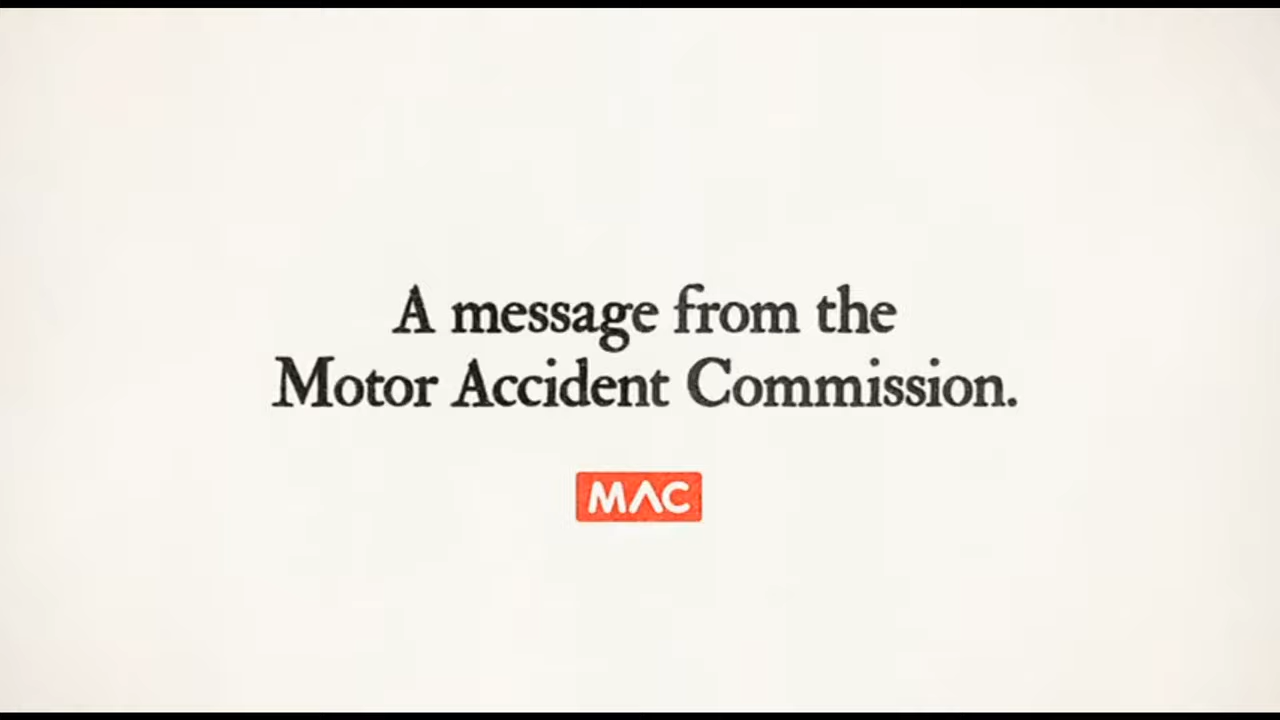 A message from the
Motor Accident Commission.
MAC